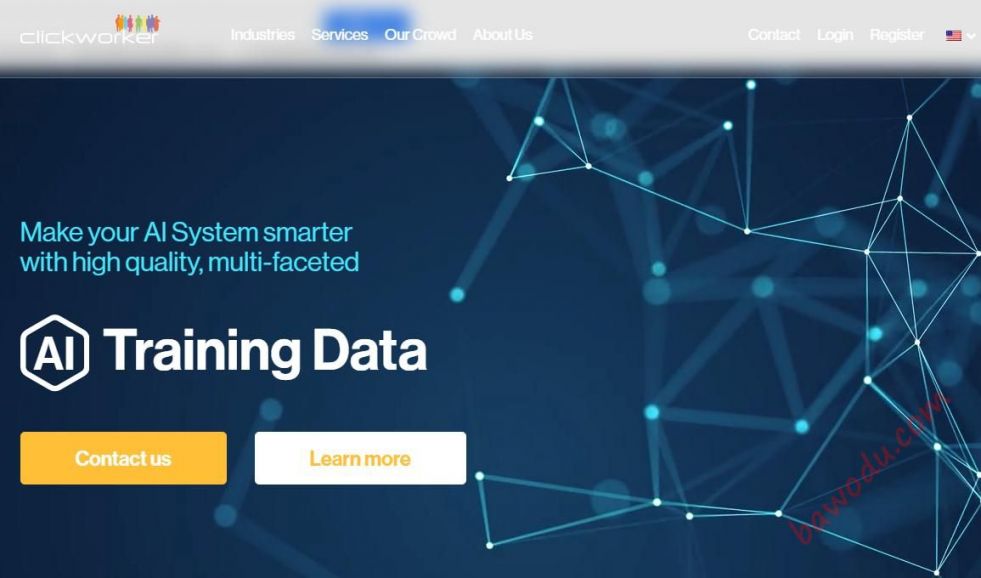 clickworker
Industries Services Our Crowd About Us Contact Login Register
Make your AI System smarter
with high quality, multi-faceted
AI Training Data
Contact us Learn more
bawodu.com